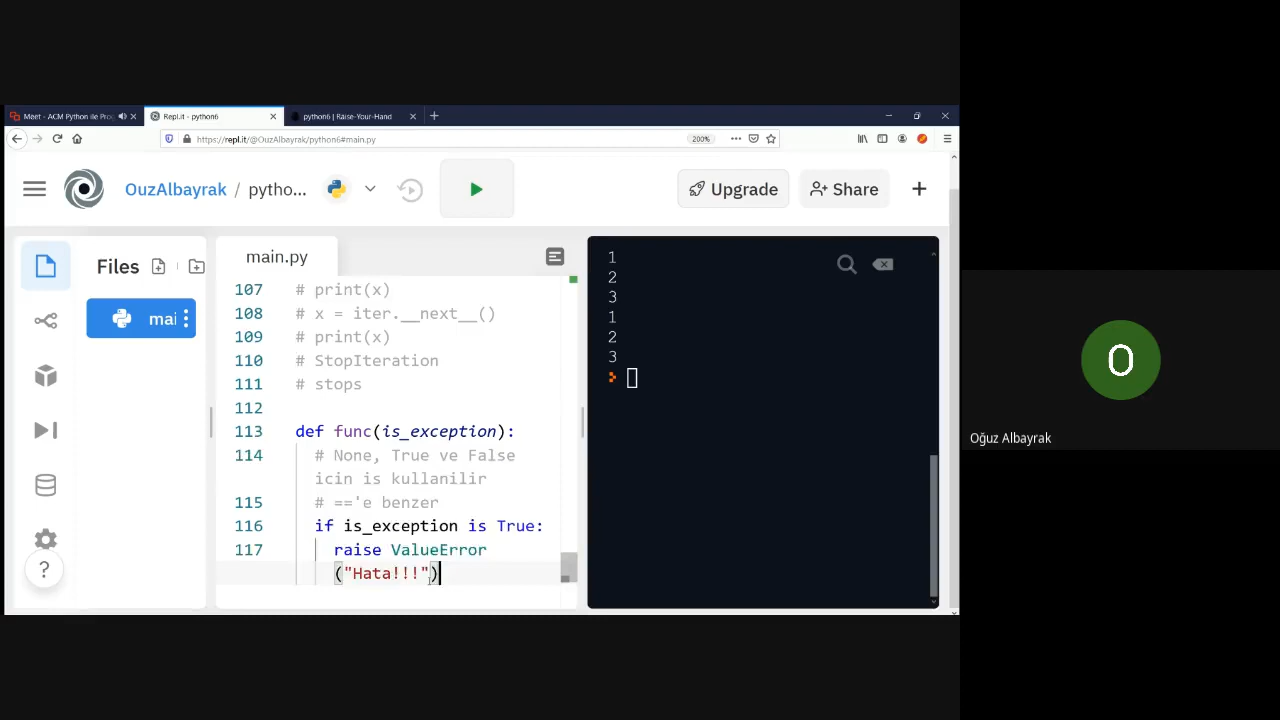 Meet - ACM Python ile Pro
Repl.it - python6
python6 | Raise-Your-Hand
https://repl.it/@OuzAlbayrak/python6#main.py
200%
OuzAlbayrak / pytho...
Upgrade
Share
Files
mai
main.py
107 # print(x)
108 # x = iter.__next__()
109 # print(x)
110 # StopIteration
111 # stops
112
113 def func(is_exception):
114 # None, True ve False
icin is kullanilir
115 # =='e benzer
116 if is_exception is True:
117 raise ValueError
("Hata!!!")
1
2
3
1
2
3
O
Oğuz Albayrak